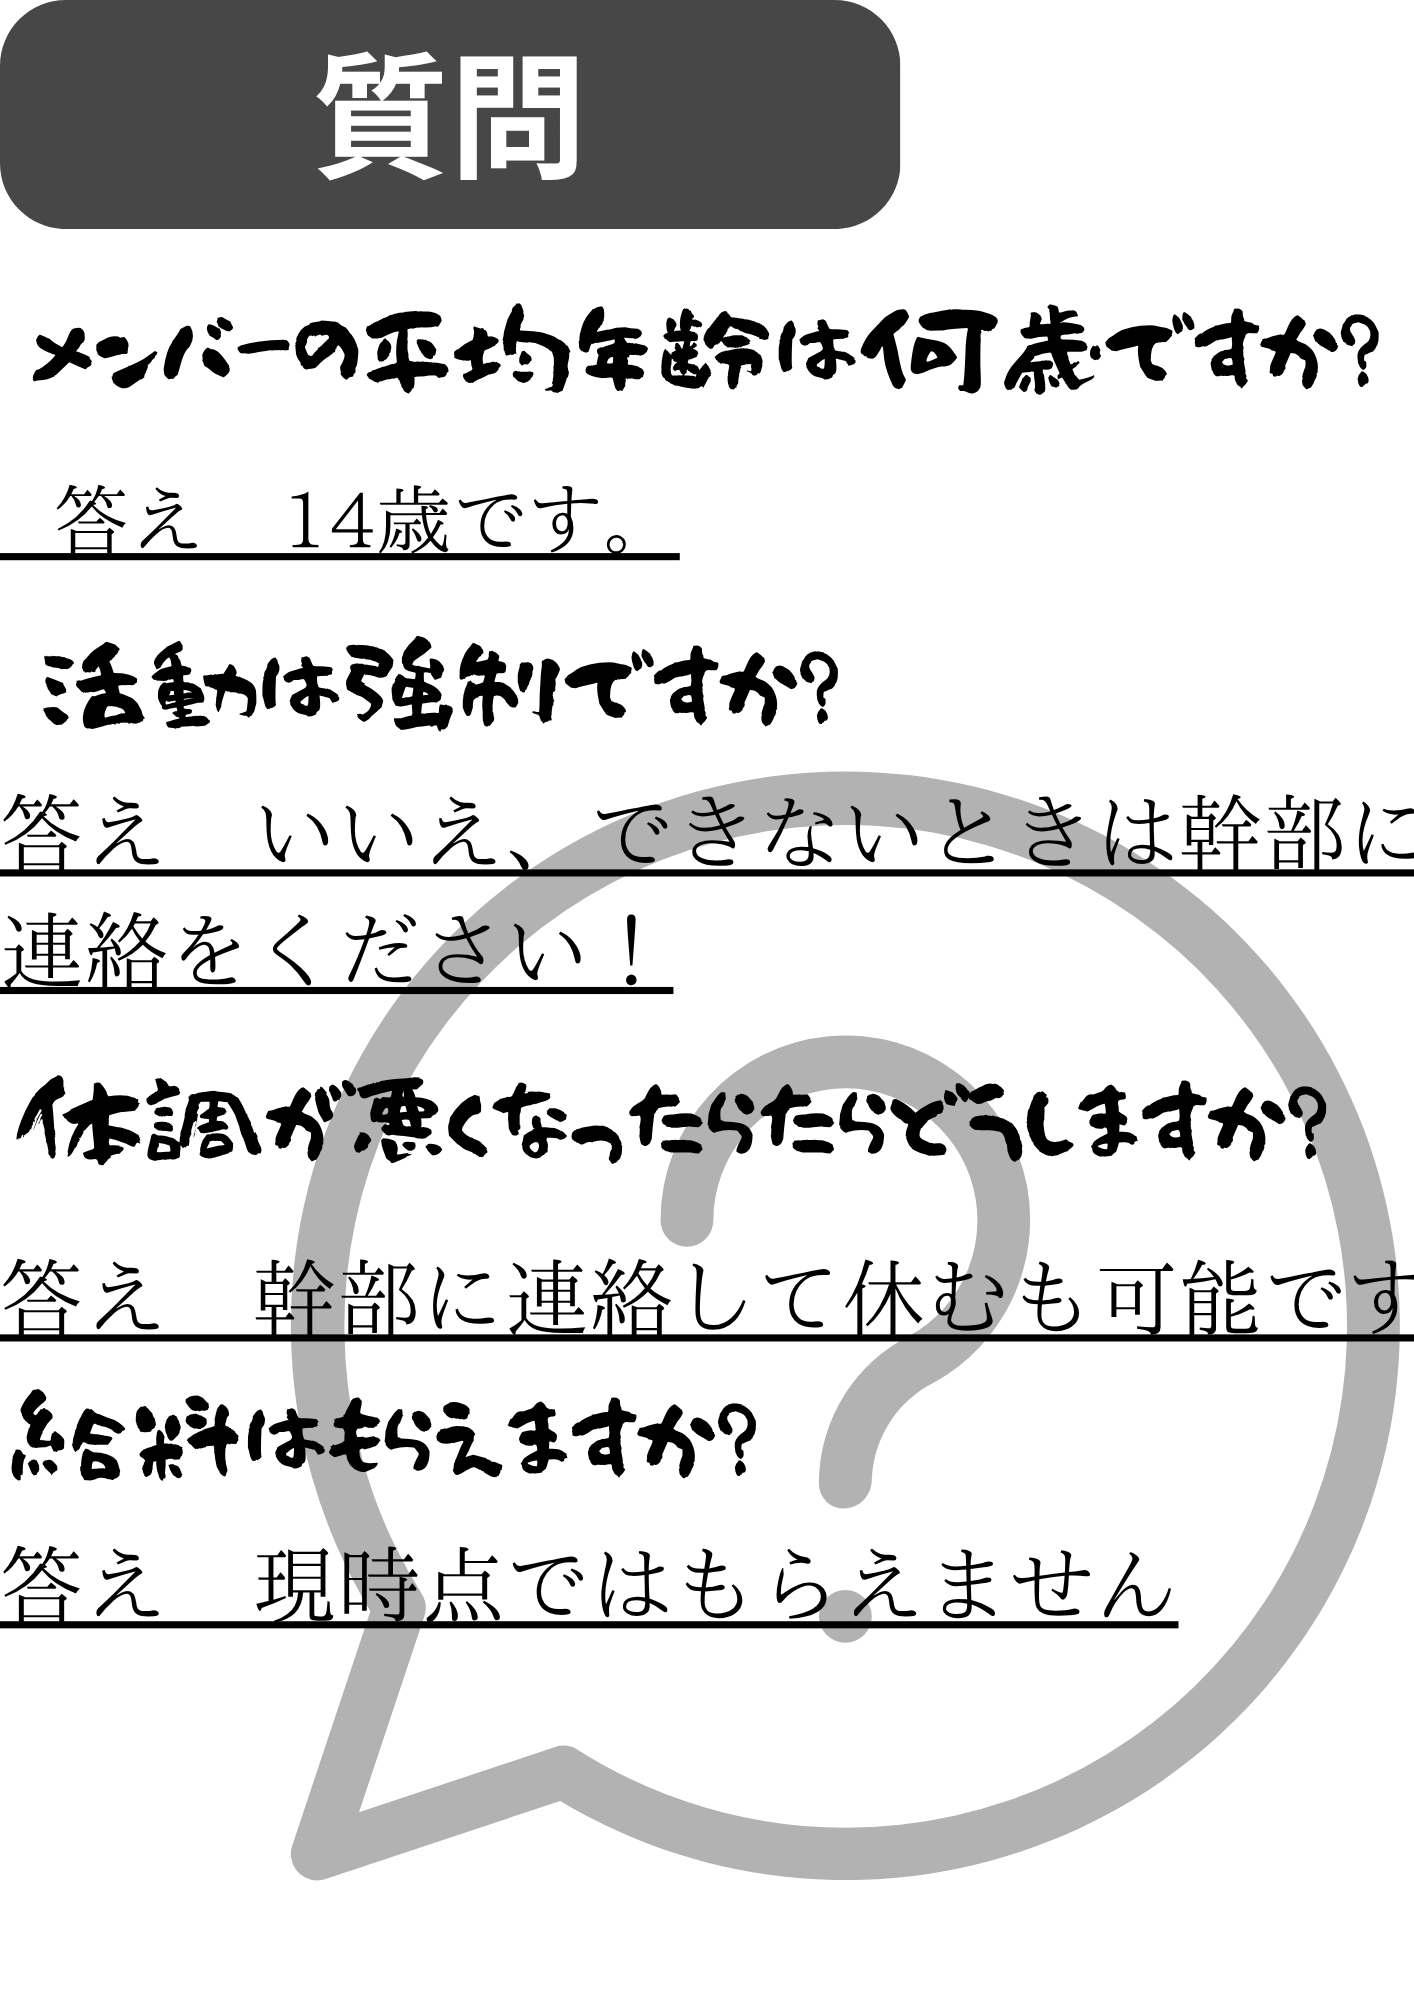 質問
メンバーの平均年齢は何歳ですか?
答え　14歳です。
活動は強制ですか?
答え　いいえ、できないときは幹部に
連絡をください！
体調が悪くなったらたらどうしますか?
答え　幹部に連絡して休むも可能です
給料はもらえますか?
答え　現時点ではもらえません